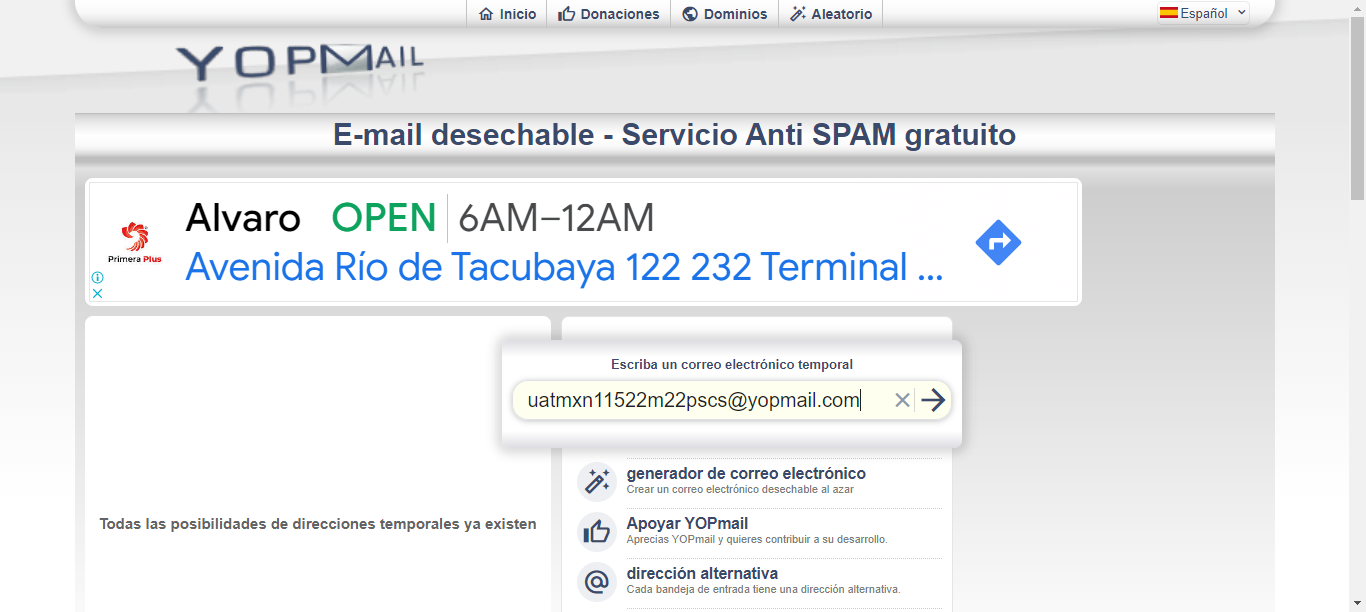 Inicio Donaciones Dominios Aleatorio Español
YOPMAIL
E-mail desechable - Servicio Anti SPAM gratuito
Alvaro OPEN 6AM–12AM
Primera Plus
Avenida Río de Tacubaya 122 232 Terminal ...
Escriba un correo electrónico temporal
uatmxn11522m22pscs@yopmail.com
generador de correo electrónico
Crear un correo electrónico desechable al azar
Todas las posibilidades de direcciones temporales ya existen
Apoyar YOPmail
Aprecias YOPmail y quieres contribuir a su desarrollo.
dirección alternativa
Cada bandeja de entrada tiene una dirección alternativa.